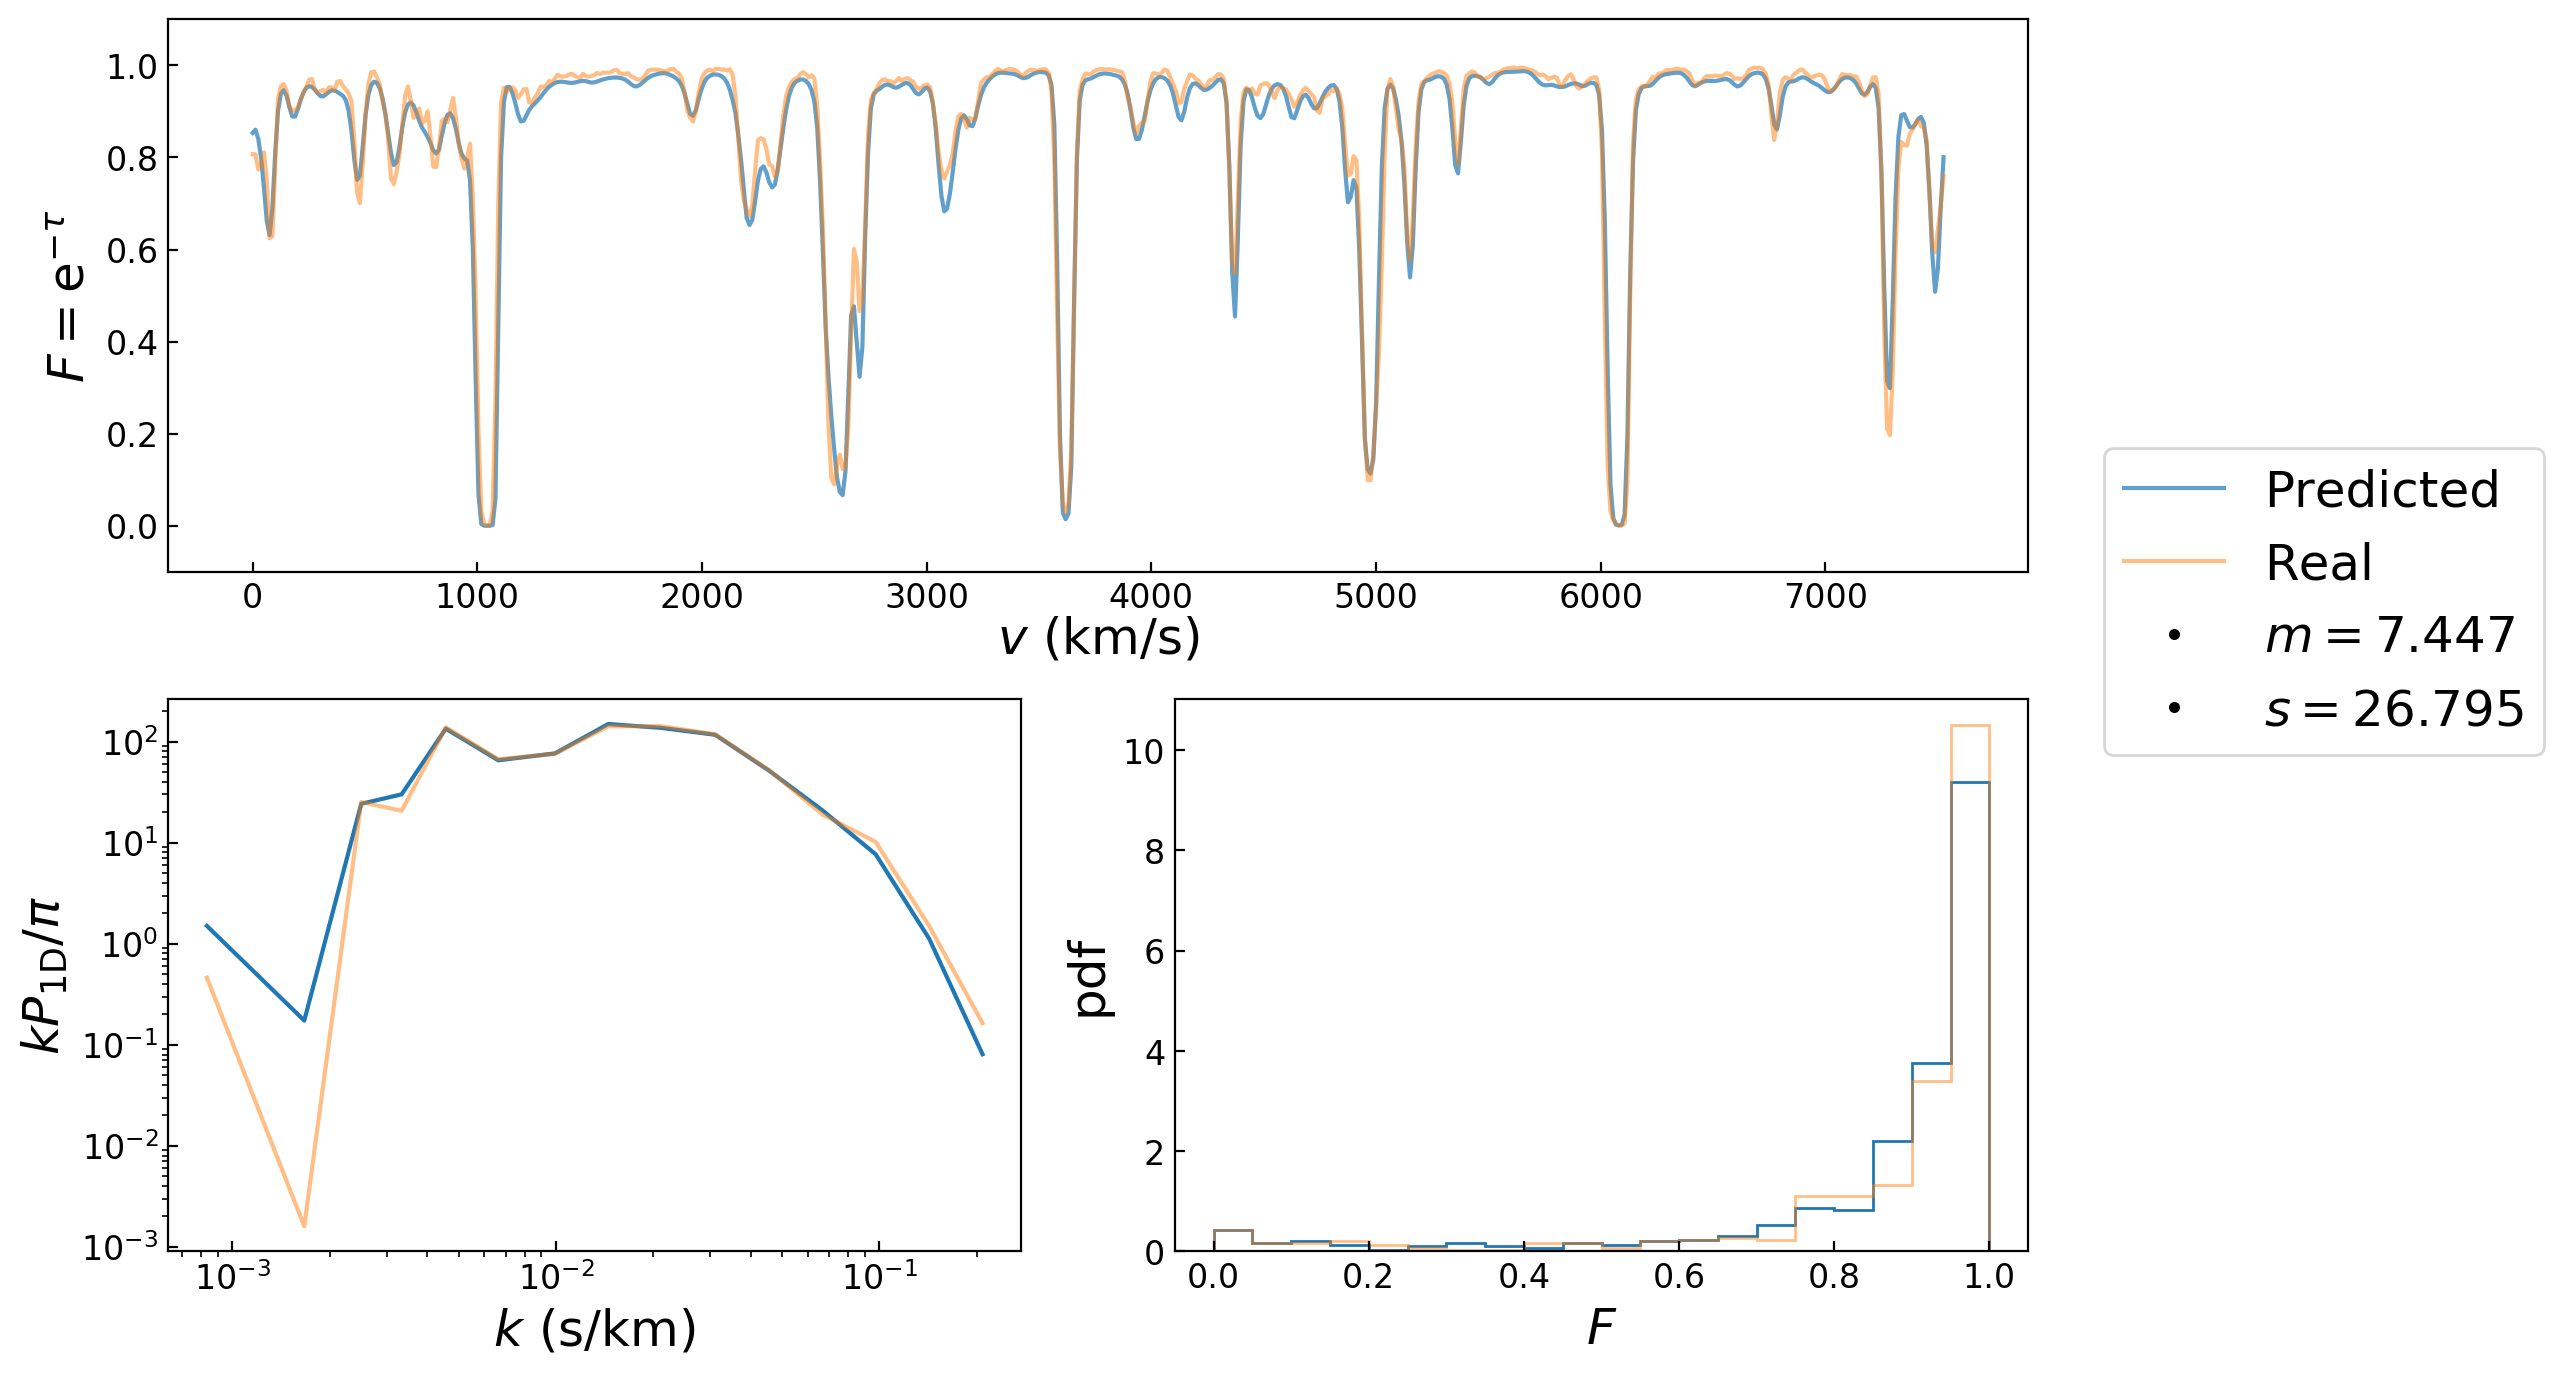 1.0
0.8
0.6
0.4
0.2
0.0
F = e^{-τ}
0 1000 2000 3000 4000 5000 6000 7000
v (km/s)
Predicted
Real
m = 7.447
s = 26.795
10^2
10^1
10^0
10^{-1}
10^{-2}
10^{-3}
kP_{1D}/π
10^{-3} 10^{-2} 10^{-1}
k (s/km)
10
8
6
4
2
0
pdf
0.0 0.2 0.4 0.6 0.8 1.0
F